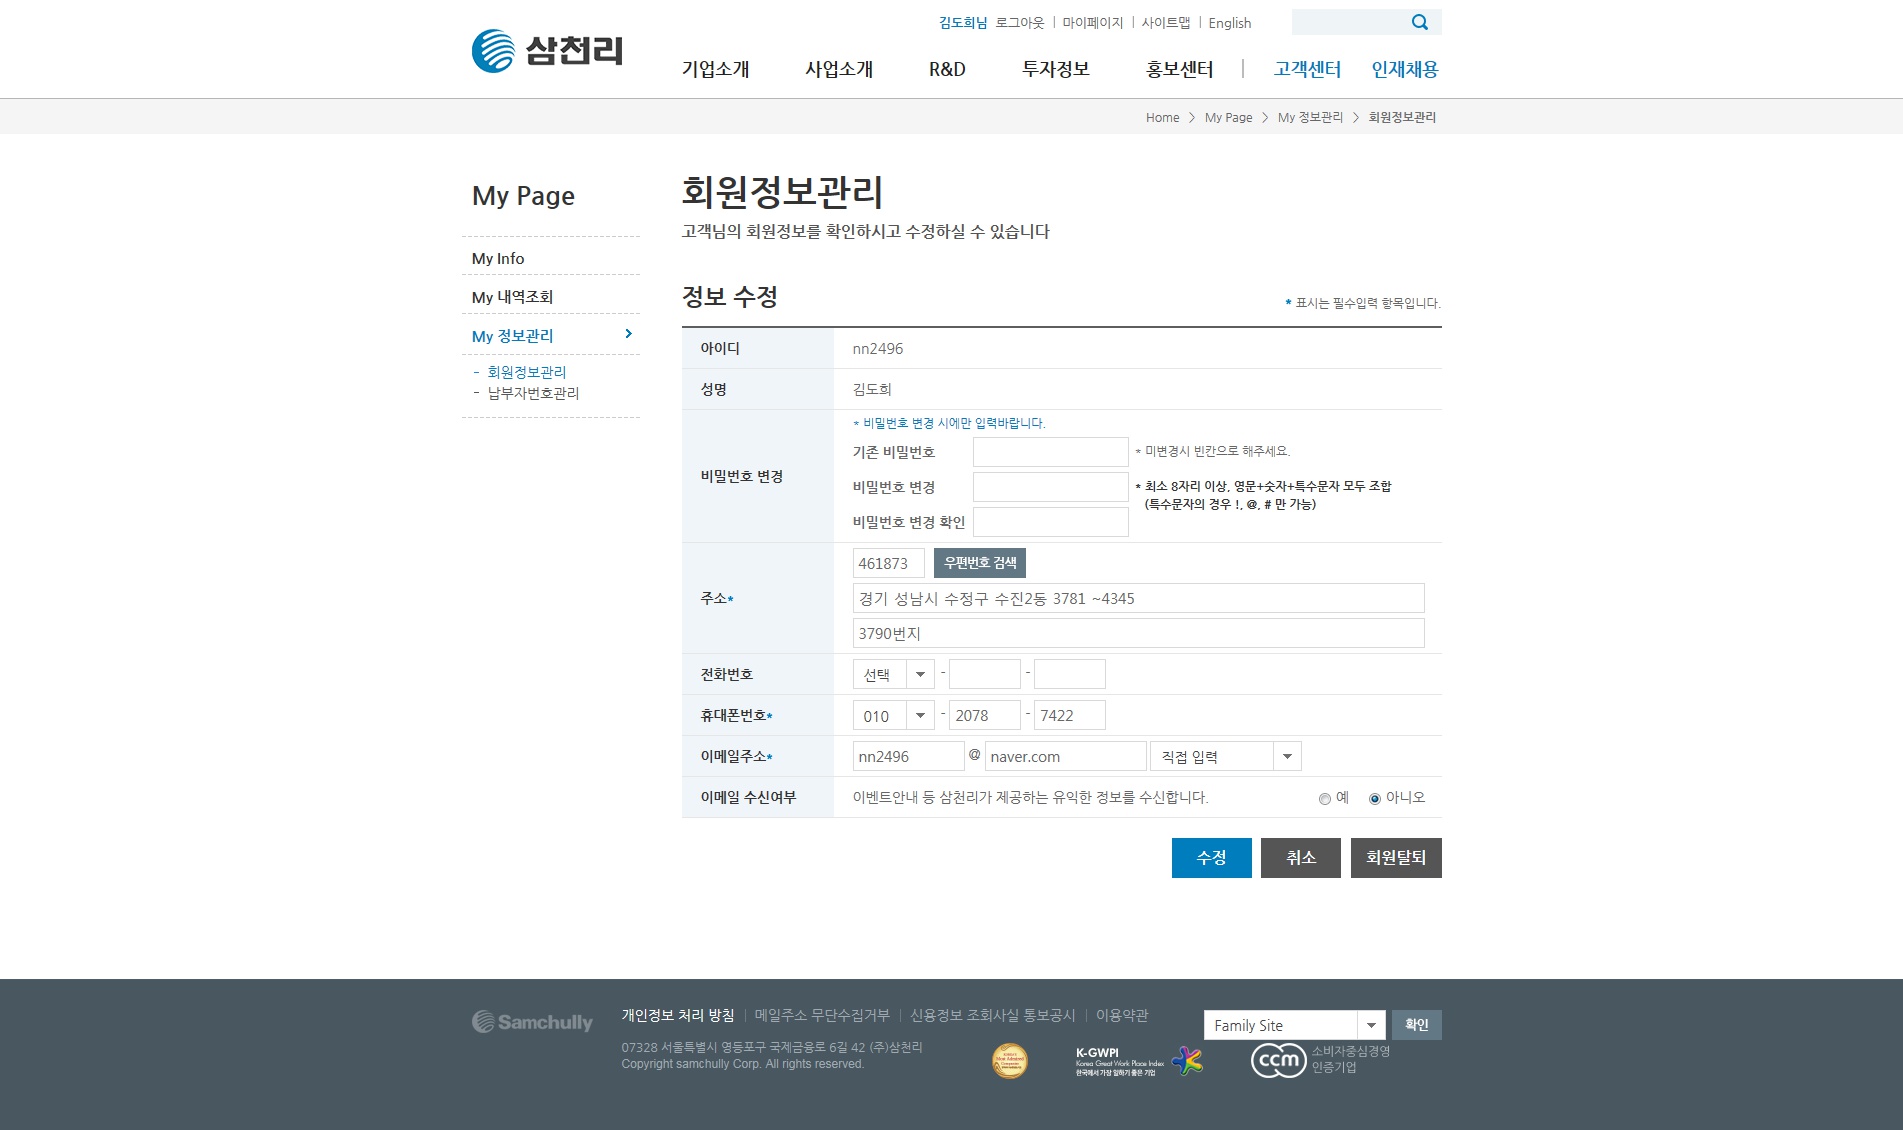 김도희님 로그아웃 마이페이지 사이트맵 English
삼천리
기업소개 사업소개 R&D 투자정보 홍보센터 고객센터 인재채용
Home > My Page > My 정보관리 > 회원정보관리
My Page
My Info
My 내역조회
My 정보관리
- 회원정보관리
- 납부자번호관리
회원정보관리
고객님의 회원정보를 확인하시고 수정하실 수 있습니다
정보 수정
* 표시는 필수입력 항목입니다.
아이디 nn2496
성명 김도희
비밀번호 변경
* 비밀번호 변경 시에만 입력바랍니다.
기존 비밀번호 * 미변경시 빈칸으로 해주세요.
비밀번호 변경 * 최소 8자리 이상, 영문+숫자+특수문자 모두 조합
(특수문자의 경우 !, @, # 만 가능)
비밀번호 변경 확인
주소*
461873 우편번호 검색
경기 성남시 수정구 수진2동 3781 ~4345
3790번지
전화번호 선택 - -
휴대폰번호* 010 - 2078 - 7422
이메일주소* nn2496 @ naver.com 직접 입력
이메일 수신여부 이벤트안내 등 삼천리가 제공하는 유익한 정보를 수신합니다. 예 아니오
수정 취소 회원탈퇴
Samchully
개인정보 처리 방침 메일주소 무단수집거부 신용정보 조회사실 통보공시 이용약관
Family Site 확인
07328 서울특별시 영등포구 국제금융로 6길 42 (주)삼천리
Copyright samchully Corp. All rights reserved.
Most Admired
K-GWPI
Korea Great Work Place Index
한국에서 가장 일하기 좋은 기업
ccm
소비자중심경영
인증기업